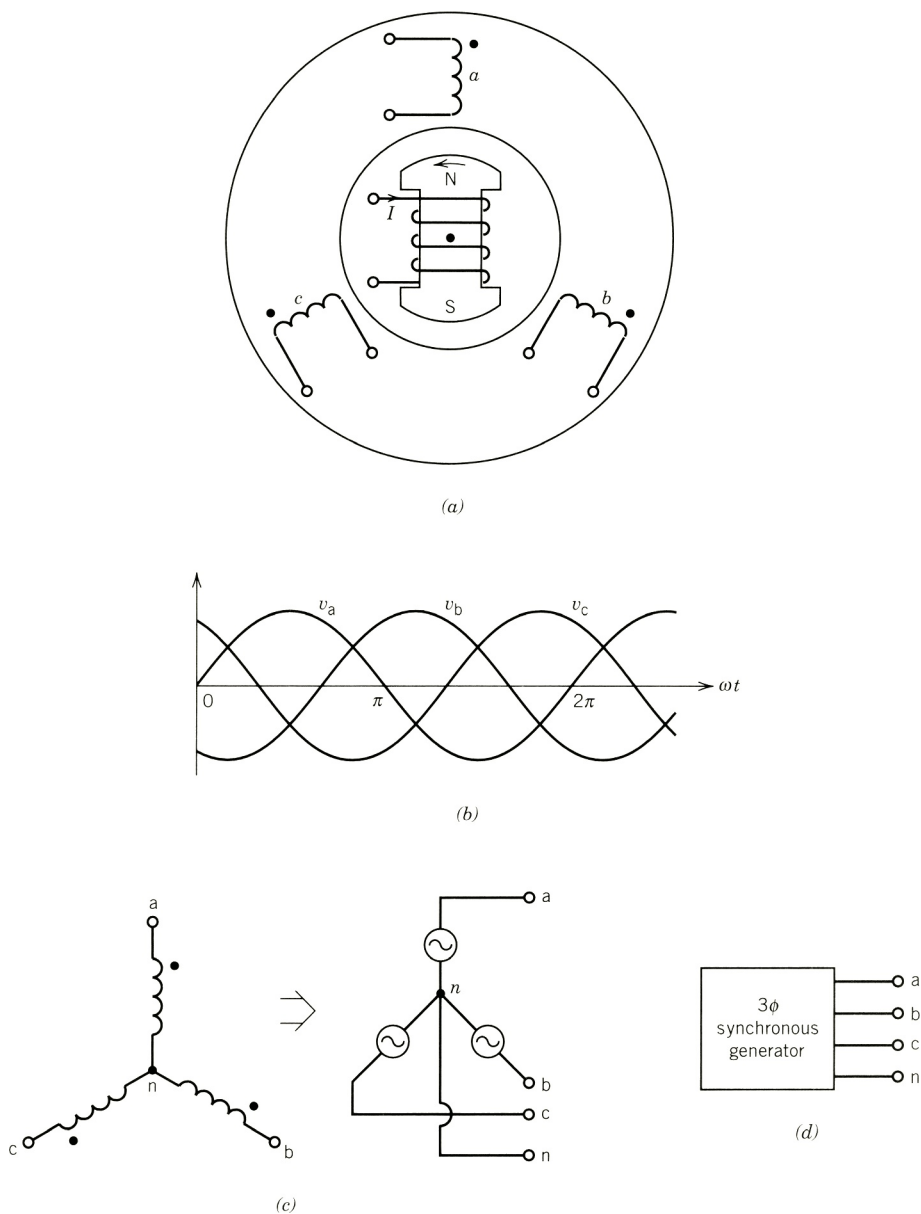 a
N
I
S
c
b
(a)
v_a
v_b
v_c
0
π
2π
ωt
(b)
a
n
c
b
a
n
b
c
n
(c)
3ϕ
synchronous
generator
a
b
c
n
(d)